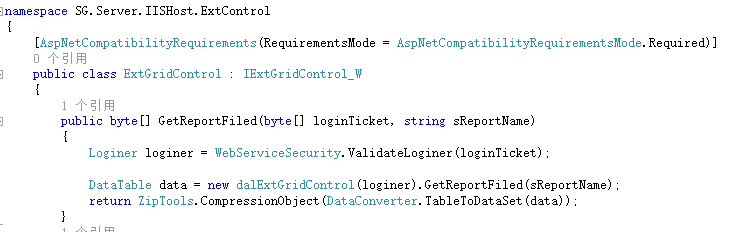 namespace SG.Server.IISHost.ExtControl
{
[AspNetCompatibilityRequirements(RequirementsMode = AspNetCompatibilityRequirementsMode.Required)]
0 个引用
public class ExtGridControl : IExtGridControl_W
{
1 个引用
public byte[] GetReportFiled(byte[] loginTicket, string sReportName)
{
Loginer loginer = WebServiceSecurity.ValidateLoginer(loginTicket);
DataTable data = new dalExtGridControl(loginer).GetReportFiled(sReportName);
return ZipTools.CompressionObject(DataConverter.TableToDataSet(data));
}
1 个引用